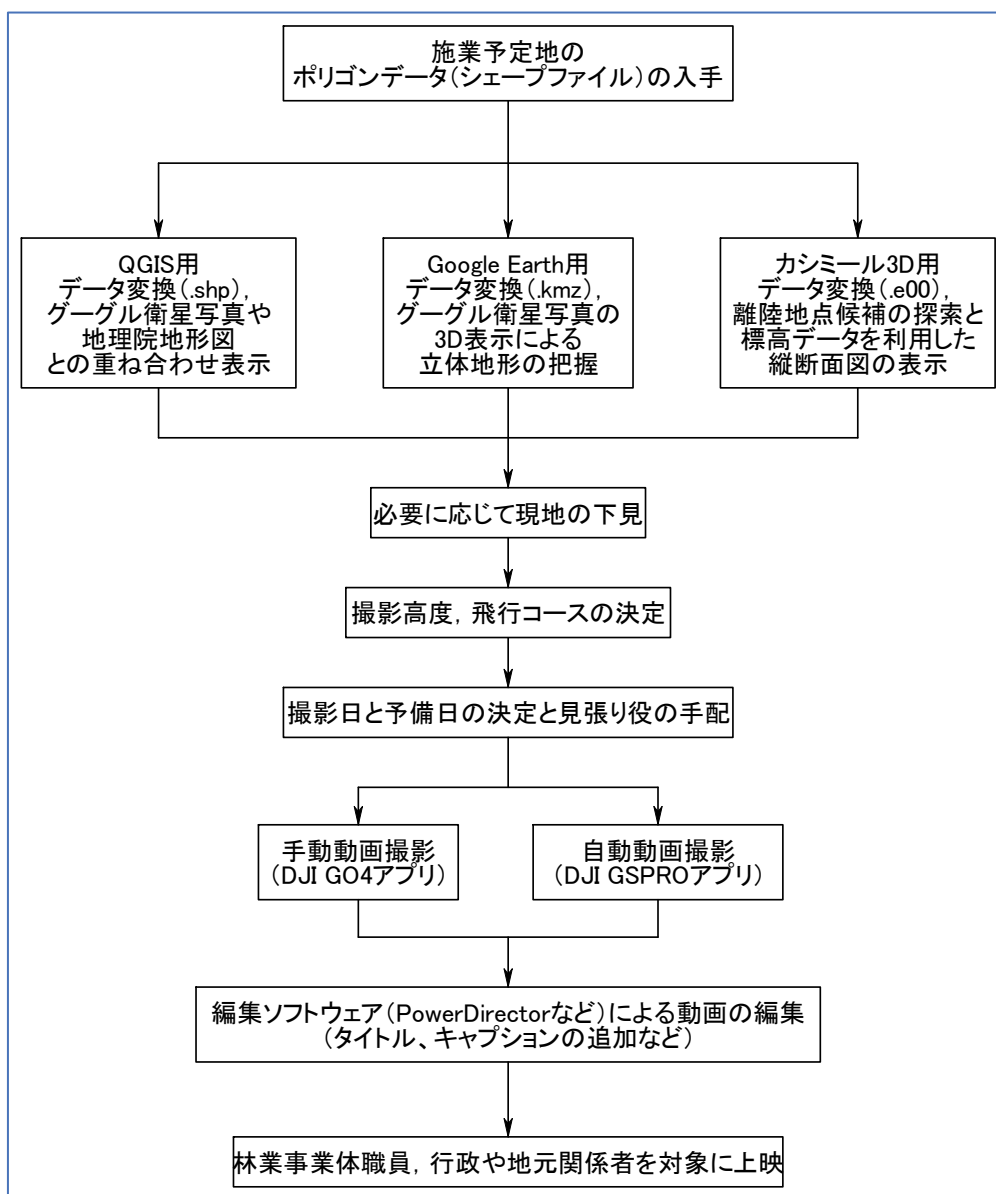 施業予定地の
ポリゴンデータ(シェープファイル)の入手
QGIS用
データ変換(.shp),
グーグル衛星写真や
地理院地形図
との重ね合わせ表示
Google Earth用
データ変換(.kmz),
グーグル衛星写真の
3D表示による
立体地形の把握
カシミール3D用
データ変換(.e00),
離陸地点候補の探索と
標高データを利用した
縦断面図の表示
必要に応じて現地の下見
撮影高度，飛行コースの決定
撮影日と予備日の決定と見張り役の手配
手動動画撮影
(DJI GO4アプリ)
自動動画撮影
(DJI GSPROアプリ)
編集ソフトウェア(PowerDirectorなど)による動画の編集
(タイトル、キャプションの追加など)
林業事業体職員，行政や地元関係者を対象に上映